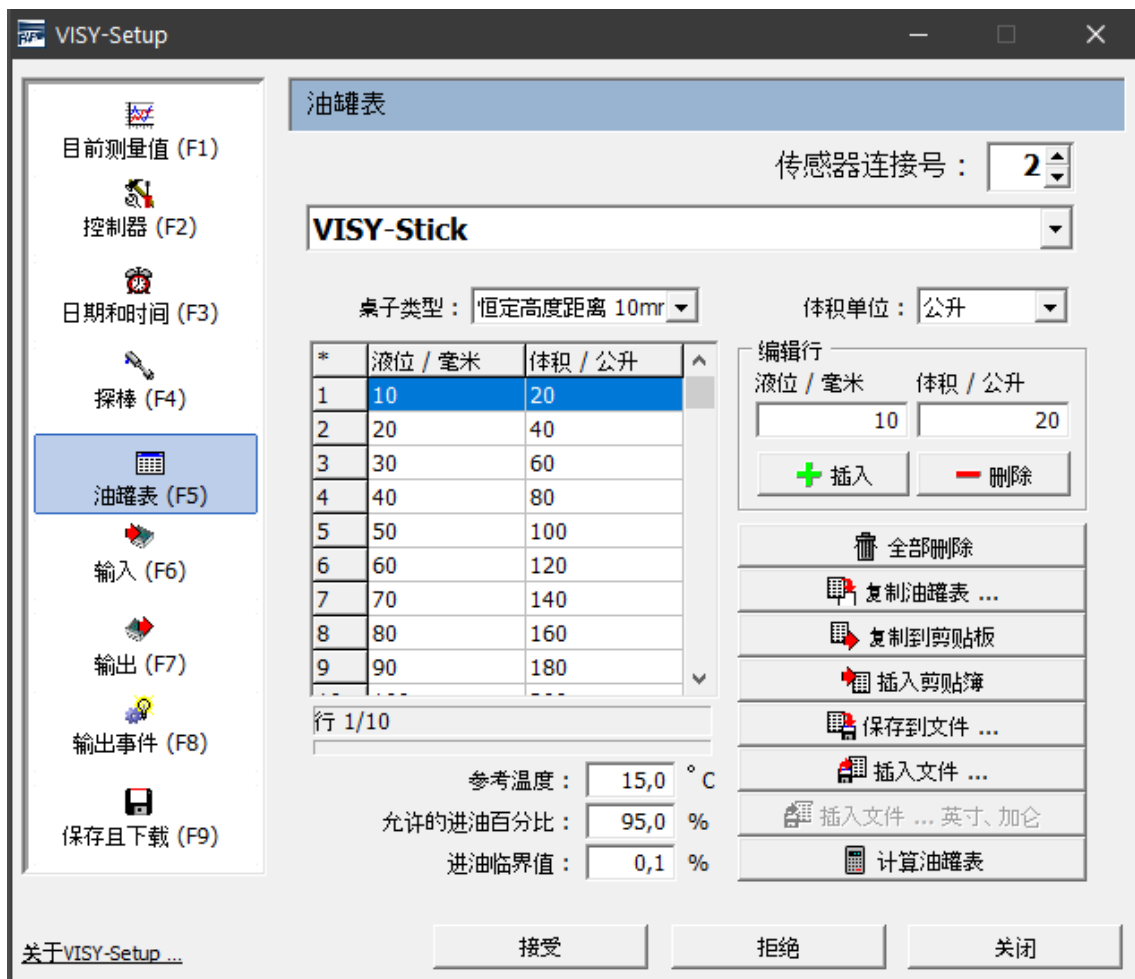 VISY-Setup
目前测量值 (F1)
控制器 (F2)
日期和时间 (F3)
探棒 (F4)
油罐表 (F5)
输入 (F6)
输出 (F7)
输出事件 (F8)
保存且下载 (F9)
关于VISY-Setup ...
油罐表
传感器连接号： 2
VISY-Stick
桌子类型： 恒定高度距离 10mr
体积单位： 公升
* 液位 / 毫米 体积 / 公升
1 10 20
2 20 40
3 30 60
4 40 80
5 50 100
6 60 120
7 70 140
8 80 160
9 90 180
行 1/10
参考温度： 15,0 °C
允许的进油百分比： 95,0 %
进油临界值： 0,1 %
编辑行
液位 / 毫米 体积 / 公升
10 20
插入 删除
全部删除
复制油罐表 ...
复制到剪贴板
插入剪贴簿
保存到文件 ...
插入文件 ...
插入文件 ... 英寸、加仑
计算油罐表
接受 拒绝 关闭